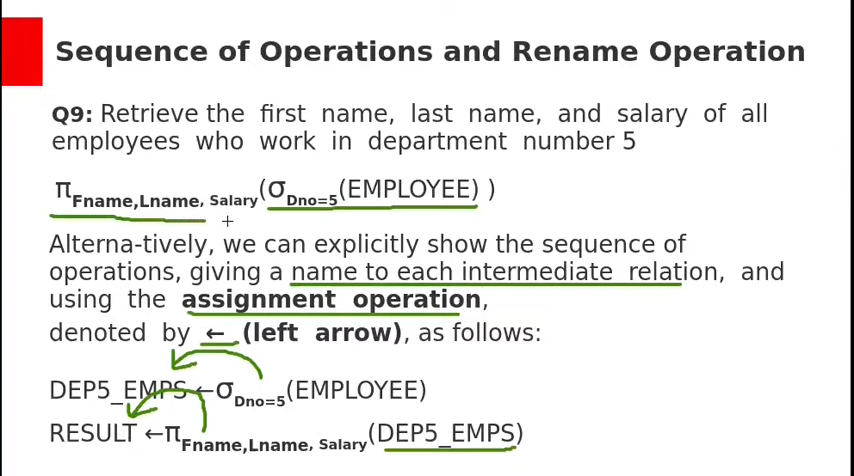 Sequence of Operations and Rename Operation
Q9: Retrieve the first name, last name, and salary of all
employees who work in department number 5
πFname,Lname, Salary(σDno=5(EMPLOYEE) )
Alterna-tively, we can explicitly show the sequence of
operations, giving a name to each intermediate relation, and
using the assignment operation,
denoted by ← (left arrow), as follows:
DEP5_EMPS ←σDno=5(EMPLOYEE)
RESULT ←πFname,Lname, Salary(DEP5_EMPS)